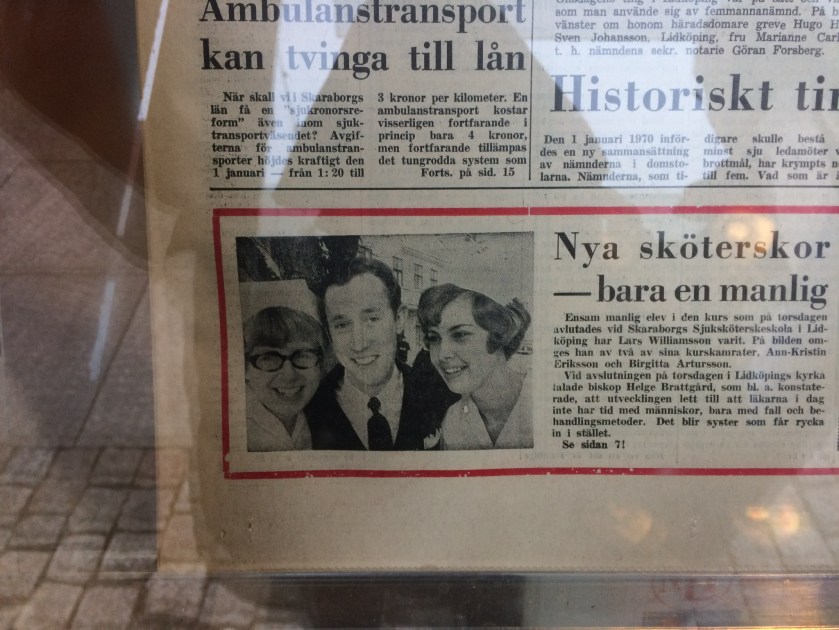 Ambulanstransport
kan tvinga till lån
När skall vi i Skaraborgs
län få en "sjukronorsre-
form" även inom sjuk-
transportväsendet? Avgif-
terna för ambulanstran-
sporter höjdes kraftigt den
1 januari — från 1:20 till
3 kronor per kilometer. En
ambulanstransport kostar
visserligen fortfarande i
princip bara 4 kronor,
men fortfarande tillämpas
det tungrodda system som
Forts. på sid. 15
som man använde sig av femmannanämnd. På b
vänster om honom häradsdomare greve Hugo H
Sven Johansson, Lidköping, fru Marianne Carl
t. h. nämndens sekr. notarie Göran Forsberg.
Historiskt tin
Den 1 januari 1970 inför-
des en ny sammansättning
av nämnderna i domsto-
larna. Nämnderna, som ti-
digare skulle bestå
minst sju ledamöter
brottmål, har krympts n
till fem. Vad som är i
Nya sköterskor
— bara en manlig
Ensam manlig elev i den kurs som på torsdagen
avlutades vid Skaraborgs Sjuksköterskeskola i Lid-
köping har Lars Williamsson varit. På bilden om-
ges han av två av sina kurskamrater, Ann-Kristin
Eriksson och Birgitta Artursson.
Vid avslutningen på torsdagen i Lidköpings kyrka
talade biskop Helge Brattgård, som bl. a. konstate-
rade, att utvecklingen lett till att läkarna i dag
inte har tid med människor, bara med fall och be-
handlingsmetoder. Det blir syster som får rycka
in i stället.
Se sidan 7!